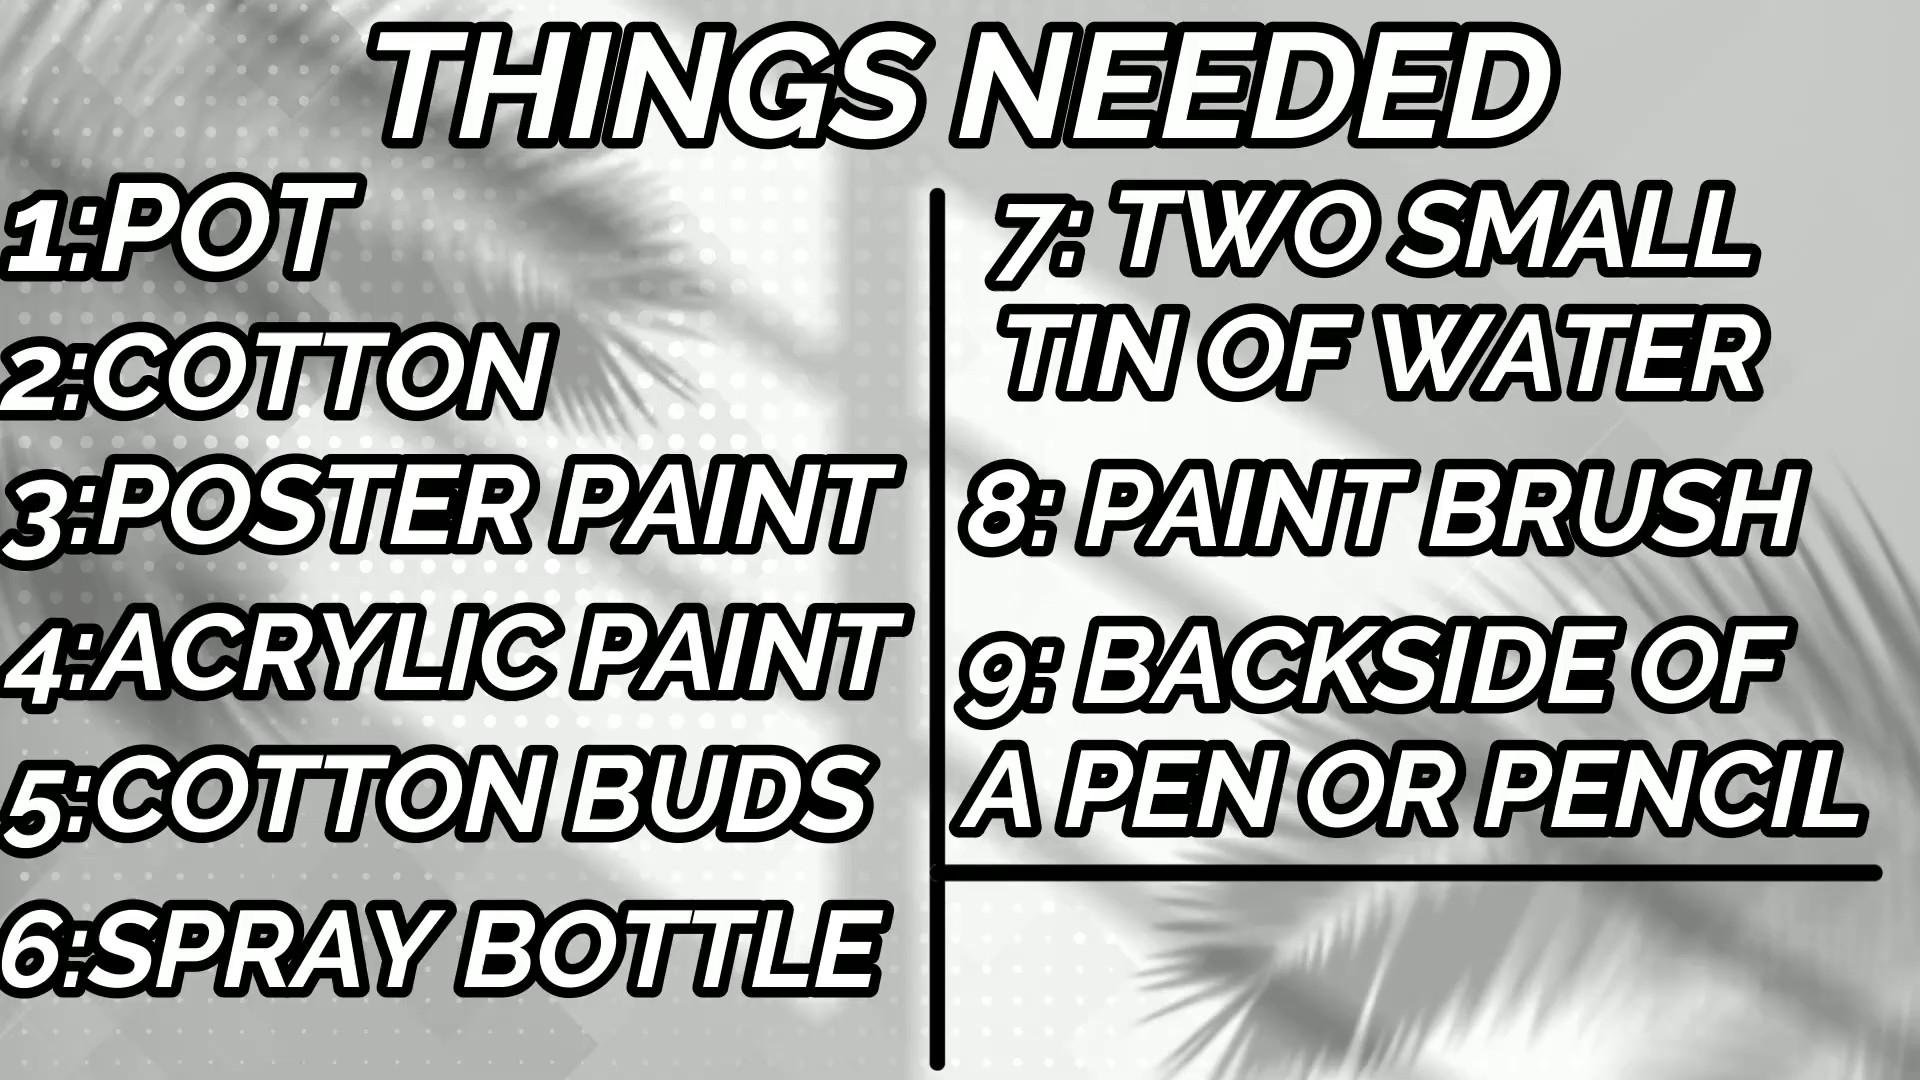 THINGS NEEDED
1:POT
2:COTTON
3:POSTER PAINT
4:ACRYLIC PAINT
5:COTTON BUDS
6:SPRAY BOTTLE
7: TWO SMALL
TIN OF WATER
8: PAINT BRUSH
9: BACKSIDE OF
A PEN OR PENCIL